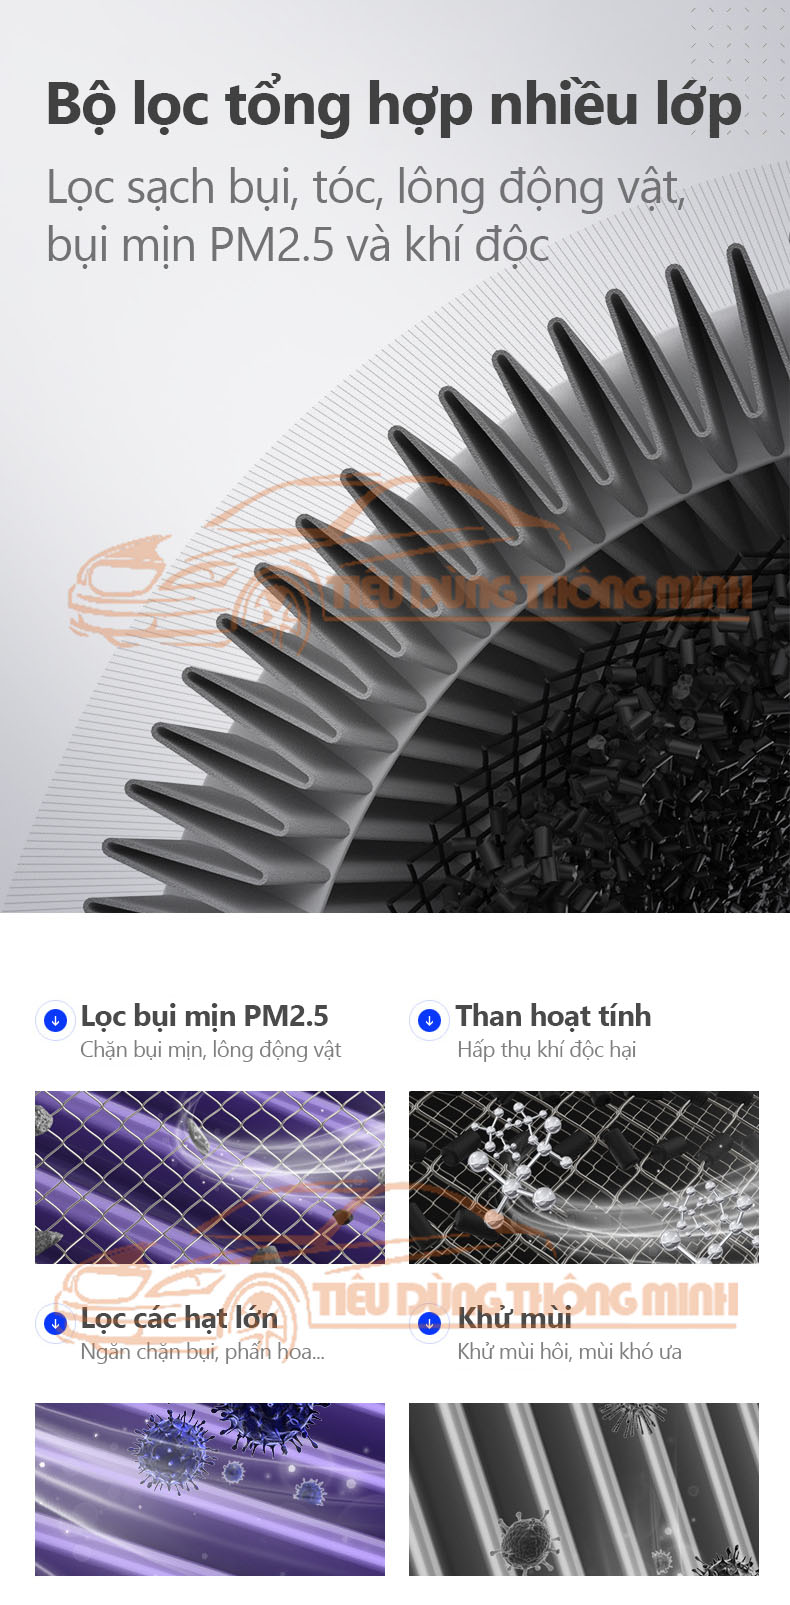 Bộ lọc tổng hợp nhiều lớp
Lọc sạch bụi, tóc, lông động vật,
bụi mịn PM2.5 và khí độc
TIÊU DÙNG THÔNG MINH
Lọc bụi mịn PM2.5
Chặn bụi mịn, lông động vật
Than hoạt tính
Hấp thụ khí độc hại
TIÊU DÙNG THÔNG MINH
Lọc các hạt lớn
Ngăn chặn bụi, phấn hoa...
Khử mùi
Khử mùi hôi, mùi khó ưa